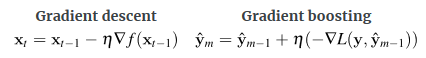 Gradient descent Gradient boosting
𝐱ₜ = 𝐱ₜ₋₁ − η∇f(𝐱ₜ₋₁) 𝐲̂ₘ = 𝐲̂ₘ₋₁ + η(−∇L(𝐲, 𝐲̂ₘ₋₁))